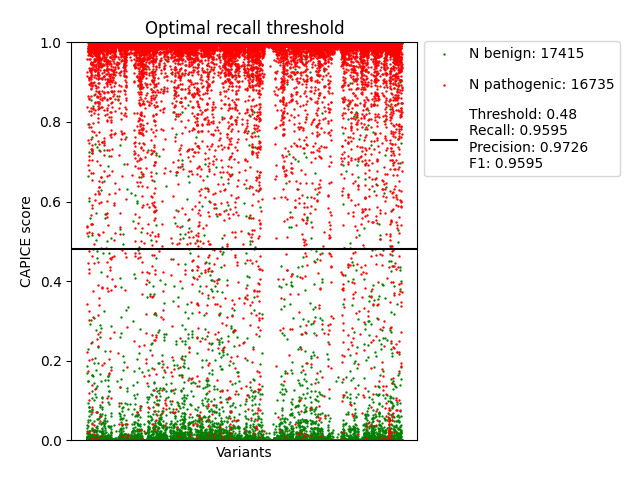 Optimal recall threshold
1.0
0.8
0.6
0.4
0.2
0.0
CAPICE score
Variants
N benign: 17415
N pathogenic: 16735
Threshold: 0.48
Recall: 0.9595
Precision: 0.9726
F1: 0.9595